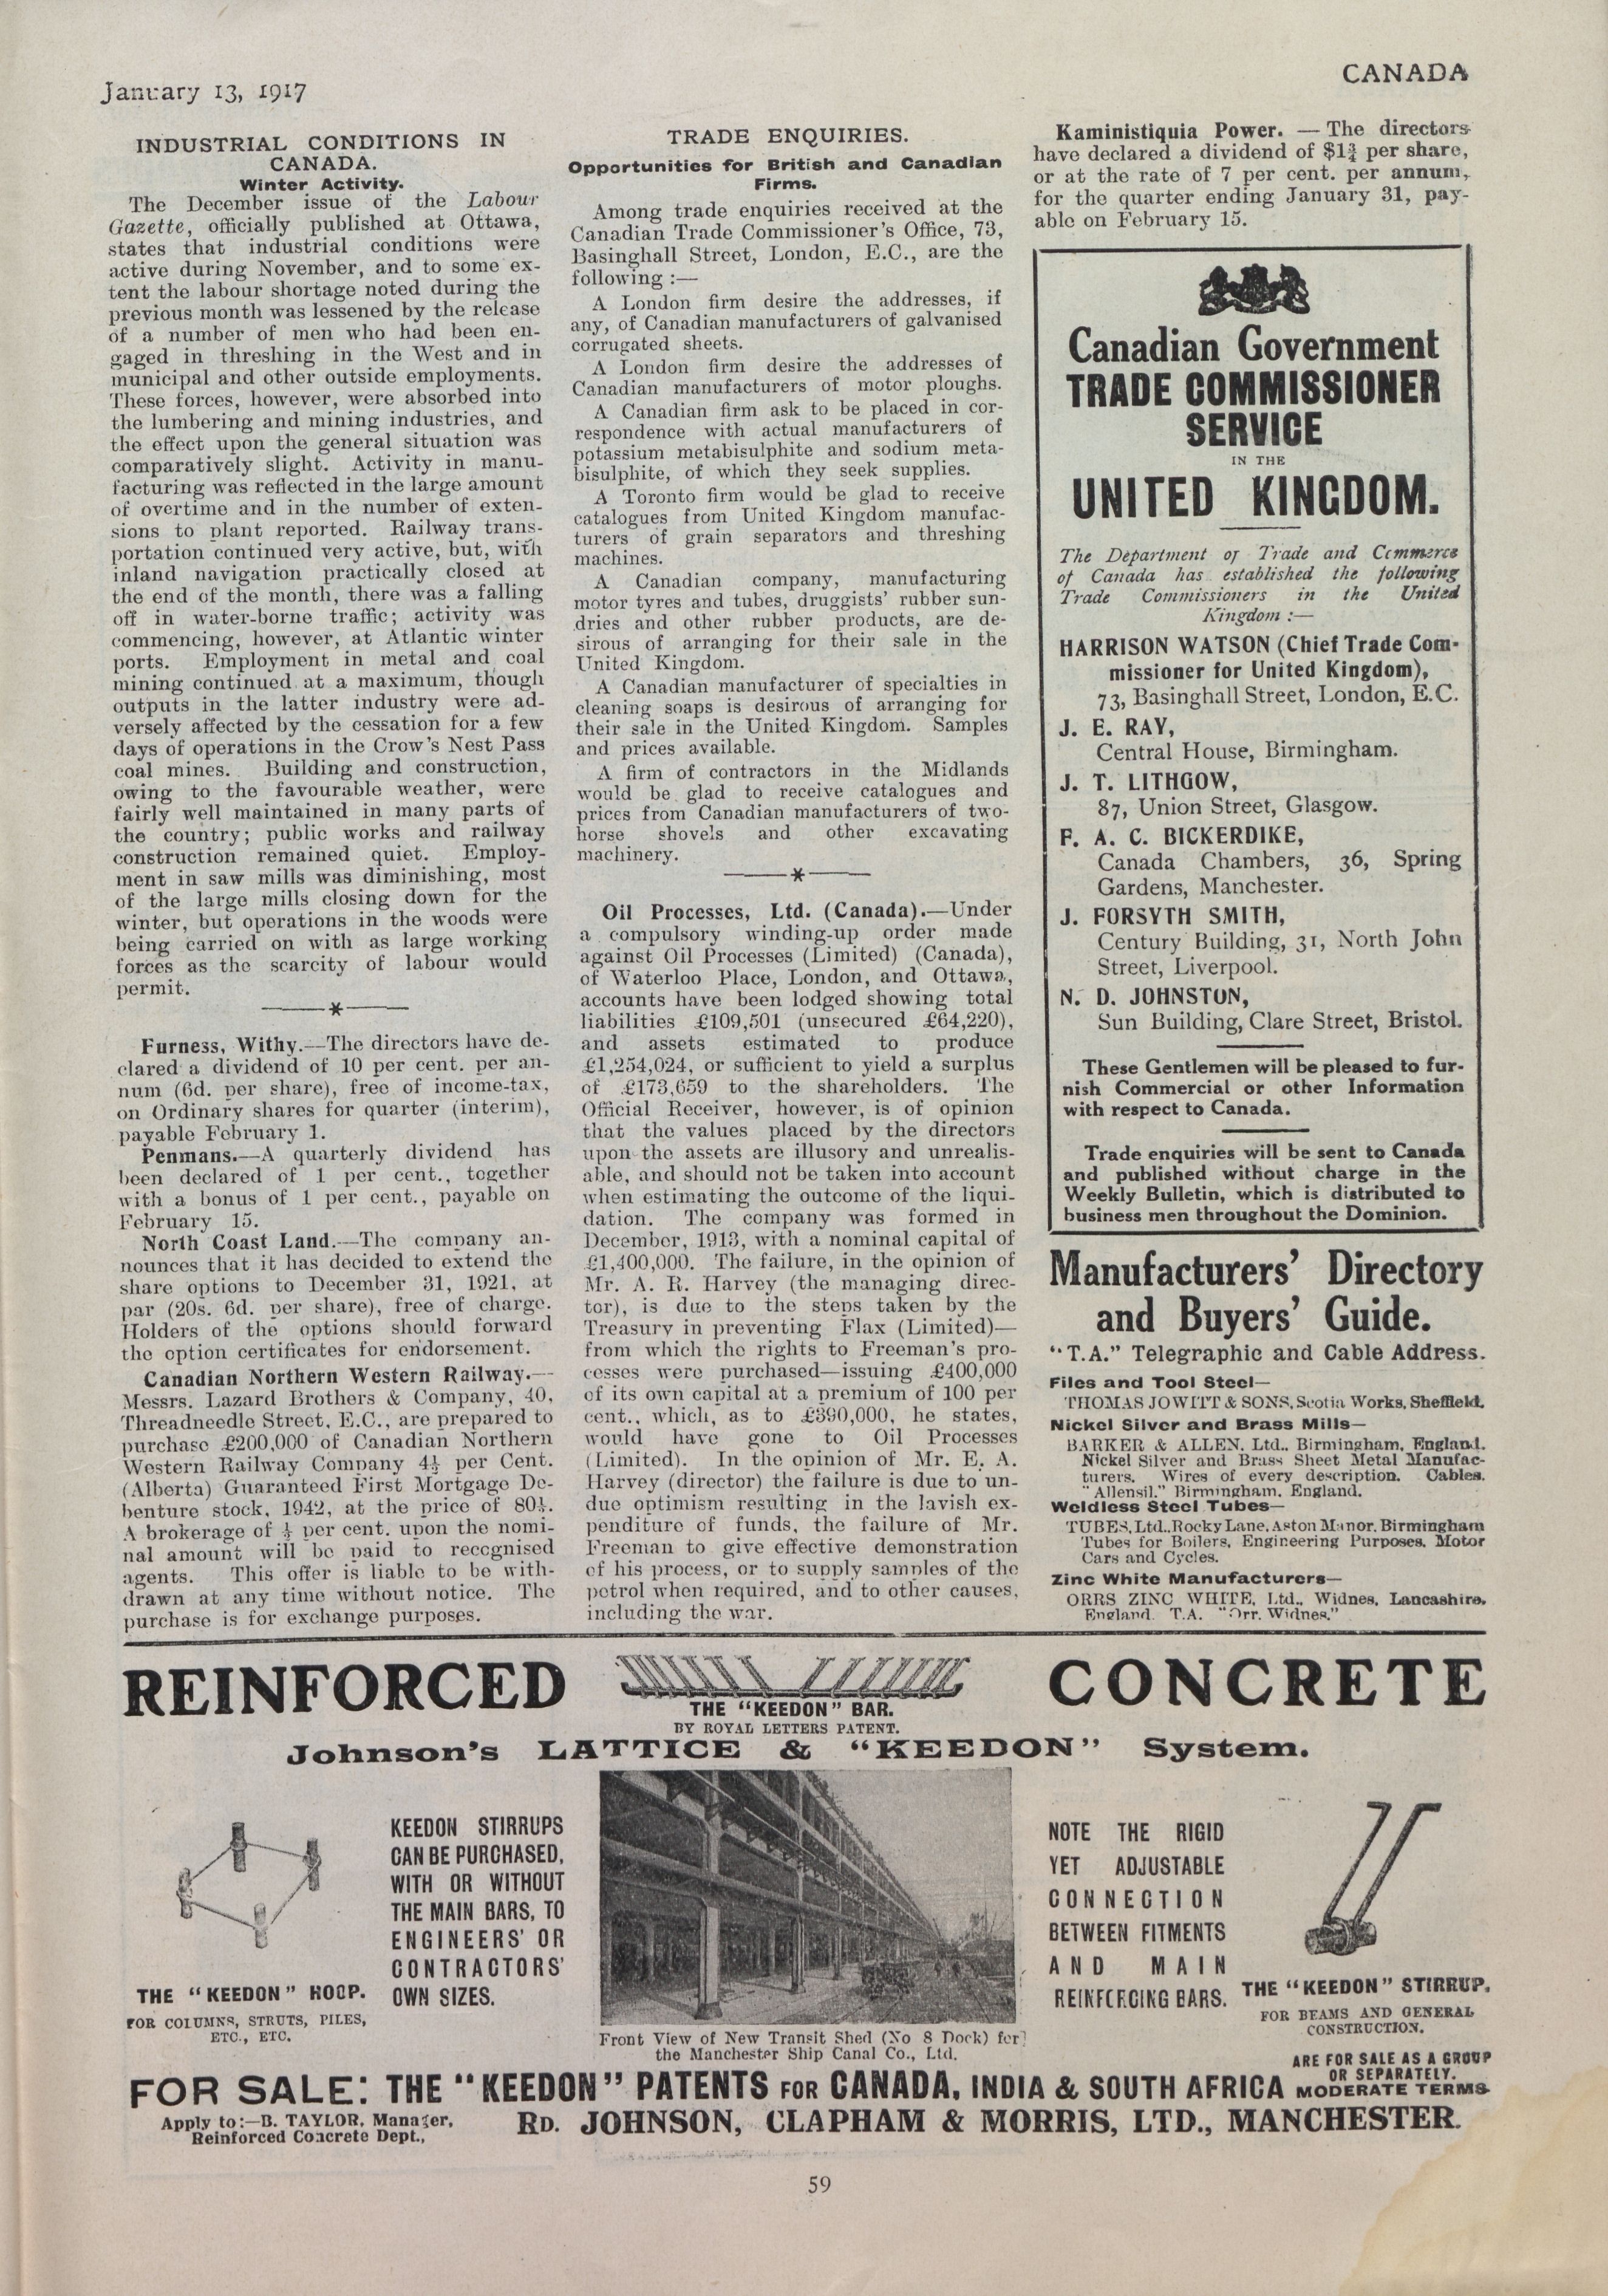 January 13, 1917
CANADA
INDUSTRIAL CONDITIONS IN
CANADA.
Winter Activity.
The December issue of the Labour
Gazette, officially published at Ottawa,
states that industrial conditions were
active during November, and to some ex-
tent the labour shortage noted during the
previous month was lessened by the release
of a number of men who had been en-
gaged in threshing in the West and in
municipal and other outside employments.
These forces, however, were absorbed into
the lumbering and mining industries, and
the effect upon the general situation was
comparatively slight. Activity in manu-
facturing was reflected in the large amount
of overtime and in the number of exten-
sions to plant reported. Railway trans-
portation continued very active, but, with
inland navigation practically closed at
the end of the month, there was a falling
off in water-borne traffic; activity was
commencing, however, at Atlantic winter
ports. Employment in metal and coal
mining continued at a maximum, though
outputs in the latter industry were ad-
versely affected by the cessation for a few
days of operations in the Crow's Nest Pass
coal mines. Building and construction,
owing to the favourable weather, were
fairly well maintained in many parts of
the country; public works and railway
construction remained quiet. Employ-
ment in saw mills was diminishing, most
of the large mills closing down for the
winter, but operations in the woods were
being carried on with as large working
forces as the scarcity of labour would
permit.
Furness, Withy.—The directors have de-
clared a dividend of 10 per cent. per an-
num (6d. per share), free of income-tax,
on Ordinary shares for quarter (interim),
payable February 1.
Penmans.—A quarterly dividend has
been declared of 1 per cent., together
with a bonus of 1 per cent., payable on
February 15.
North Coast Land.—The company an-
nounces that it has decided to extend the
share options to December 31, 1921, at
par (20s. 6d. per share), free of charge.
Holders of the options should forward
the option certificates for endorsement.
Canadian Northern Western Railway.—
Messrs. Lazard Brothers & Company, 40,
Threadneedle Street, E.C., are prepared to
purchase £200,000 of Canadian Northern
Western Railway Company 4½ per Cent.
(Alberta) Guaranteed First Mortgage De-
benture stock, 1942, at the price of 80½.
A brokerage of per cent. upon the nomi-
nal amount will be paid to recognised
agents. This offer is liable to be with-
drawn at any time without notice. The
purchase is for exchange purposes.
TRADE ENQUIRIES.
Opportunities for British and Canadian
Firms.
Among trade enquiries received at the
Canadian Trade Commissioner's Office, 73,
Basinghall Street, London, E.C., are the
following :—
A London firm desire the addresses, if
any, of Canadian manufacturers of galvanised
corrugated sheets.
A London firm desire the addresses of
Canadian manufacturers of motor ploughs.
A Canadian firm ask to be placed in cor-
respondence with actual manufacturers of
potassium metabisulphite and sodium meta-
bisulphite, of which they seek supplies.
A Toronto firm would be glad to receive
catalogues from United Kingdom manufac-
turers of grain separators and threshing
machines.
A Canadian company, manufacturing
motor tyres and tubes, druggists' rubber sun-
dries and other rubber products, are de-
sirous of arranging for their sale in the
United Kingdom.
A Canadian manufacturer of specialties in
cleaning soaps is desirous of arranging for
their sale in the United Kingdom. Samples
and prices available.
A firm of contractors in the Midlands
would be glad to receive catalogues and
prices from Canadian manufacturers of two-
horse shovels and other excavating
machinery.
Oil Processes, Ltd. (Canada).—Under
a compulsory winding-up order made
against Oil Processes (Limited) (Canada),
of Waterloo Place, London, and Ottawa,
accounts have been lodged showing total
liabilities £109,501 (unsecured £64,220),
and assets estimated to produce
£1,254,024, or sufficient to yield a surplus
of £173,659 to the shareholders. The
Official Receiver, however, is of opinion
that the values placed by the directors
upon the assets are illusory and unrealis-
able, and should not be taken into account
when estimating the outcome of the liqui-
dation. The company was formed in
December, 1913, with a nominal capital of
£1,400,000. The failure, in the opinion of
Mr. A. R. Harvey (the managing direc-
tor), is due to the steps taken by the
Treasury in preventing Flax (Limited)—
from which the rights to Freeman's pro-
cesses were purchased—issuing £400,000
of its own capital at a premium of 100 per
cent., which, as to £390,000, he states,
would have gone to Oil Processes
(Limited). In the opinion of Mr. E. A.
Harvey (director) the failure is due to un-
due optimism resulting in the lavish ex-
penditure of funds, the failure of Mr.
Freeman to give effective demonstration
of his process, or to supply samples of the
petrol when required, and to other causes,
including the war.
Kaministiquia Power. — The directors
have declared a dividend of $1¾ per share,
or at the rate of 7 per cent. per annum,
for the quarter ending January 31, pay-
able on February 15.
Canadian Government
TRADE COMMISSIONER
SERVICE
IN THE
UNITED KINGDOM.
The Department of Trade and Commerce
of Canada has established the following
Trade Commissioners in the United
Kingdom :—
HARRISON WATSON (Chief Trade Com-
missioner for United Kingdom),
73, Basinghall Street, London, E.C.
J. E. RAY,
Central House, Birmingham.
J. T. LITHGOW,
87, Union Street, Glasgow.
F. A. C. BICKERDIKE,
Canada Chambers, 36, Spring
Gardens, Manchester.
J. FORSYTH SMITH,
Century Building, 31, North John
Street, Liverpool.
N. D. JOHNSTON,
Sun Building, Clare Street, Bristol.
These Gentlemen will be pleased to fur-
nish Commercial or other Information
with respect to Canada.
Trade enquiries will be sent to Canada
and published without charge in the
Weekly Bulletin, which is distributed to
business men throughout the Dominion.
Manufacturers' Directory
and Buyers' Guide.
"T.A." Telegraphic and Cable Address.
Files and Tool Steel—
THOMAS JOWITT & SONS, Scotia Works, Sheffield.
Nickel Silver and Brass Mills—
BARKER & ALLEN, Ltd., Birmingham, England.
Nickel Silver and Brass Sheet Metal Manufac-
turers. Wires of every description. Cables.
"Allensil," Birmingham, England.
Weldless Steel Tubes—
TUBES, Ltd., Rocky Lane, Aston Manor, Birmingham
Tubes for Boilers, Engineering Purposes, Motor
Cars and Cycles.
Zinc White Manufacturers—
ORRS ZINC WHITE, Ltd., Widnes, Lancashire,
England. T.A. "Orr. Widnes."
REINFORCED CONCRETE
THE "KEEDON" BAR.
BY ROYAL LETTERS PATENT.
Johnson's LATTICE & "KEEDON" System.
KEEDON STIRRUPS
CAN BE PURCHASED,
WITH OR WITHOUT
THE MAIN BARS, TO
ENGINEERS' OR
CONTRACTORS'
OWN SIZES.
THE "KEEDON" HOOP.
FOR COLUMNS, STRUTS, PILES,
ETC., ETC.
Front View of New Transit Shed (No 8 Dock) for
the Manchester Ship Canal Co., Ltd.
NOTE THE RIGID
YET ADJUSTABLE
CONNECTION
BETWEEN FITMENTS
AND MAIN
REINFORCING BARS.
THE "KEEDON" STIRRUP.
FOR BEAMS AND GENERAL
CONSTRUCTION.
FOR SALE: THE "KEEDON" PATENTS FOR CANADA, INDIA & SOUTH AFRICA
ARE FOR SALE AS A GROUP
OR SEPARATELY.
MODERATE TERMS
Apply to:—B. TAYLOR, Manager,
Reinforced Concrete Dept.,
RD. JOHNSON, CLAPHAM & MORRIS, LTD., MANCHESTER.
59